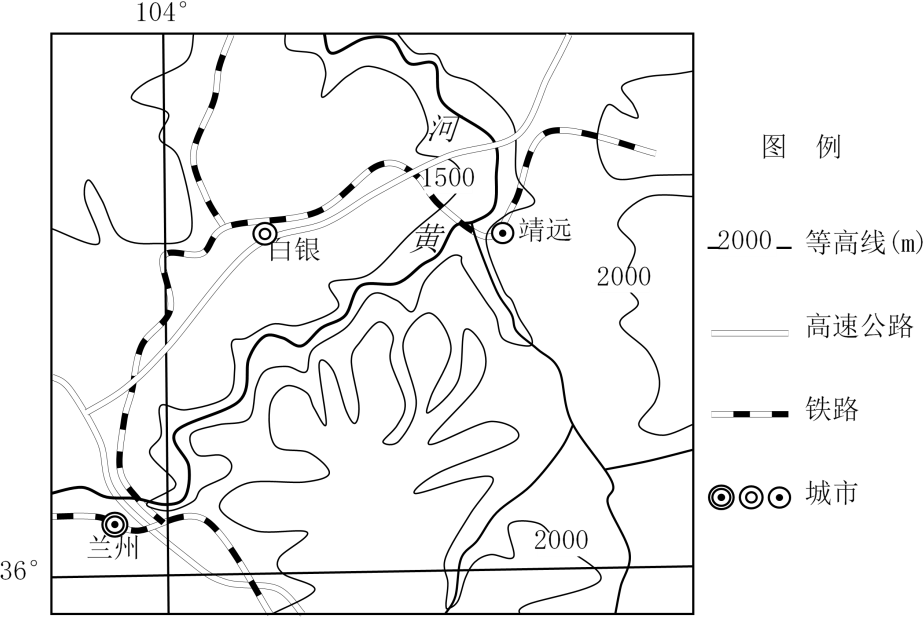 104°
河
1500
黄
靖远
白银
2000
兰州
2000
36°
图 例
2000 等高线(m)
高速公路
铁路
城市